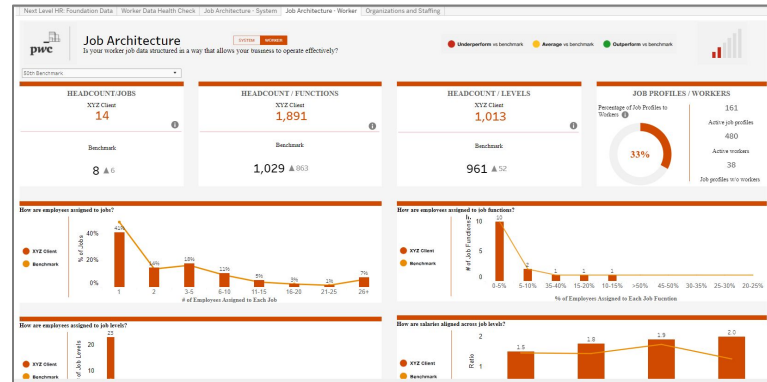 Next Level HR: Foundation Data Worker Data Health Check Job Architecture - System Job Architecture - Worker Organizations and Staffing
pwc
Job Architecture
SYSTEM WORKER
Is your worker job data structured in a way that allows your business to operate effectively?
Underperform vs benchmark Average vs benchmark Outperform vs benchmark
50th Benchmark
HEADCOUNT/JOBS
XYZ Client
14
Benchmark
8 ▲6
HEADCOUNT / FUNCTIONS
XYZ Client
1,891
Benchmark
1,029 ▲863
HEADCOUNT / LEVELS
XYZ Client
1,013
Benchmark
961 ▲52
JOB PROFILES / WORKERS
Percentage of Job Profiles to
Workers
33%
161
Active job profiles
480
Active workers
38
Job profiles w/o workers
How are employees assigned to jobs?
XYZ Client
Benchmark
% of Jobs
40%
20%
0%
41% 18% 11% 5% 3% 1% 7%
1 2 3-5 6-10 11-15 16-20 21-25 26+
# of Employees Assigned to Each Job
How are employees assigned to job functions?
XYZ Client
Benchmark
# of Job Functions
10
5
0
10 2 1 1 1 1
0-5% 5-10% 35-40% 15-20% 10-15% >50% 45-50% 30-35% 25-30% 20-25%
% of Employees Assigned to Each Job Fucntion
How are employees assigned to job levels?
XYZ Client
Benchmark
of Job Levels
20
10
23
How are salaries aligned across job levels?
XYZ Client
Benchmark
Ratio
2
1
1.5 1.8 1.9 2.0